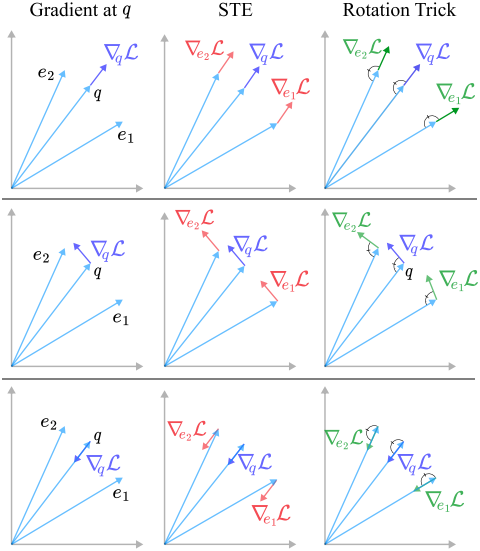 Gradient at q STE Rotation Trick
e₂ ∇qℒ q e₁ ∇e₂ℒ ∇qℒ ∇e₁ℒ ∇e₂ℒ ∇qℒ ∇e₁ℒ
e₂ ∇qℒ q e₁ ∇e₂ℒ ∇qℒ ∇e₁ℒ ∇e₂ℒ ∇qℒ q ∇e₁ℒ
e₂ q ∇qℒ e₁ ∇e₂ℒ ∇qℒ ∇e₁ℒ ∇e₂ℒ ∇qℒ ∇e₁ℒ